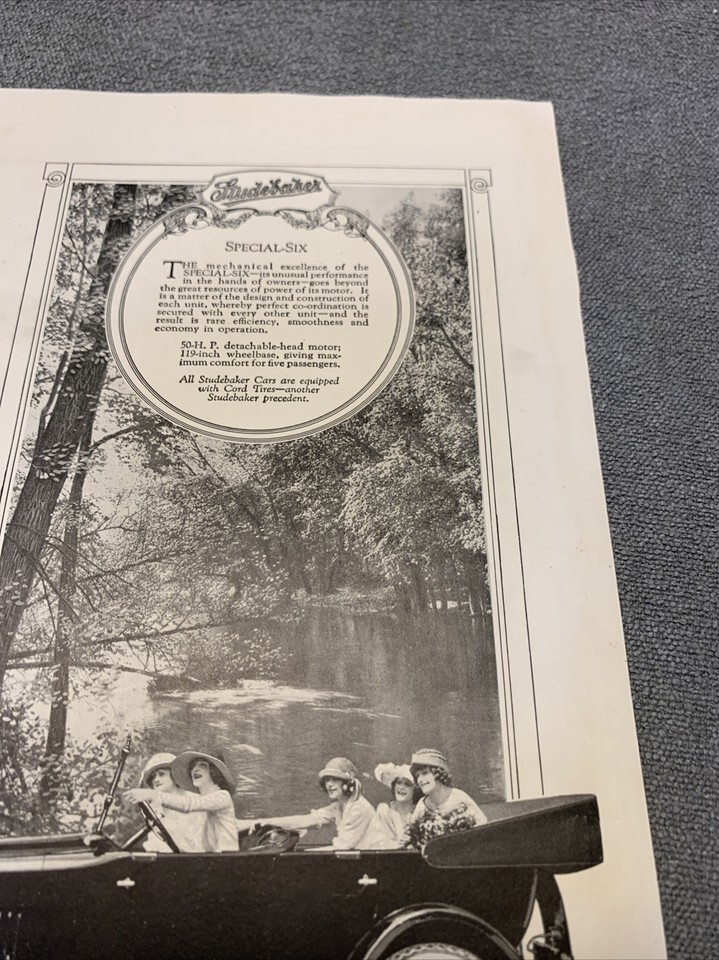 Studebaker
SPECIAL-SIX
THE mechanical excellence of the
SPECIAL-SIX—its unusual performance
in the hands of owners—goes beyond
the great resources of power of its motor. It
is a matter of the design and construction of
each unit, whereby perfect co-ordination is
secured with every other unit—and the
result is rare efficiency, smoothness and
economy in operation.
50-H. P. detachable-head motor;
119-inch wheelbase, giving max-
imum comfort for five passengers.
All Studebaker Cars are equipped
with Cord Tires—another
Studebaker precedent.